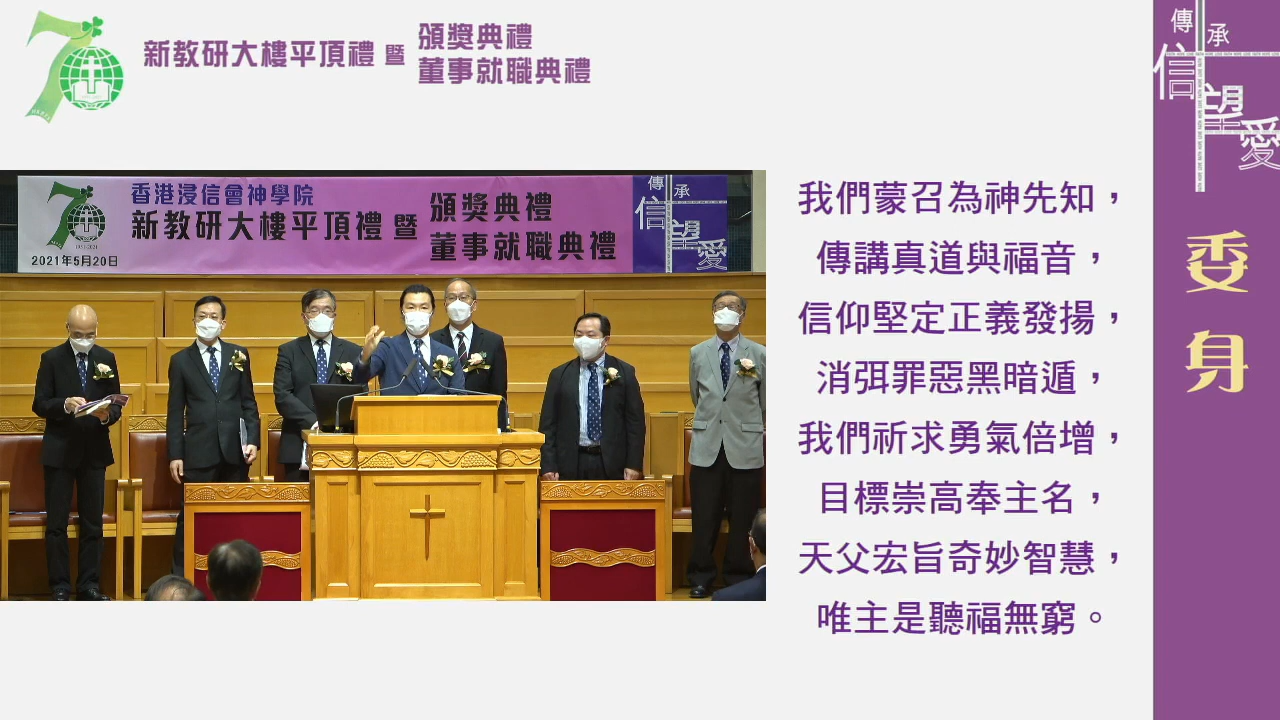 70
新教研大樓平頂禮 暨
頒獎典禮
董事就職典禮
傳承
信望愛
70
1951-2021
2021年5月20日
香港浸信會神學院
新教研大樓平頂禮 暨
頒獎典禮
董事就職典禮
傳承
信望愛
我們蒙召為神先知，
傳講真道與福音，
信仰堅定正義發揚，
消弭罪惡黑暗遁，
我們祈求勇氣倍增，
目標崇高奉主名，
天父宏旨奇妙智慧，
唯主是聽福無窮。
委身